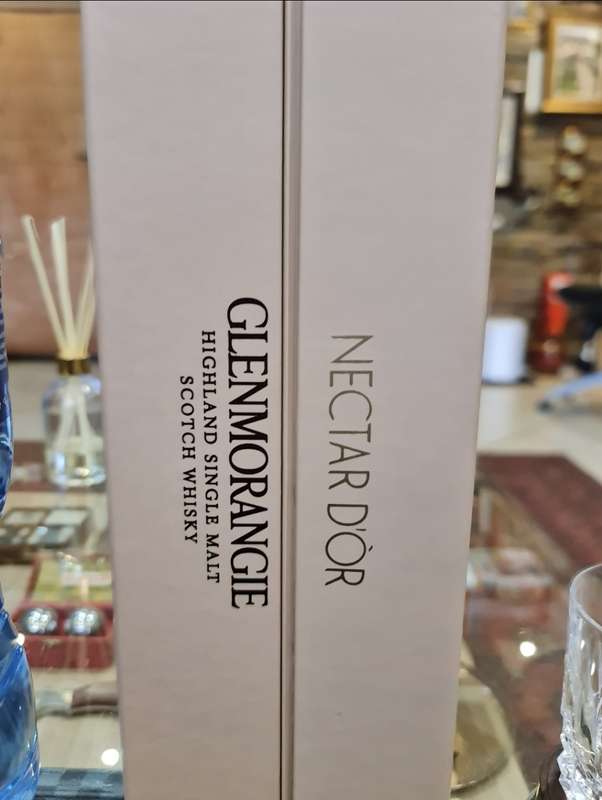 NECTAR D'ÒR
GLENMORANGIE
HIGHLAND SINGLE MALT
SCOTCH WHISKY